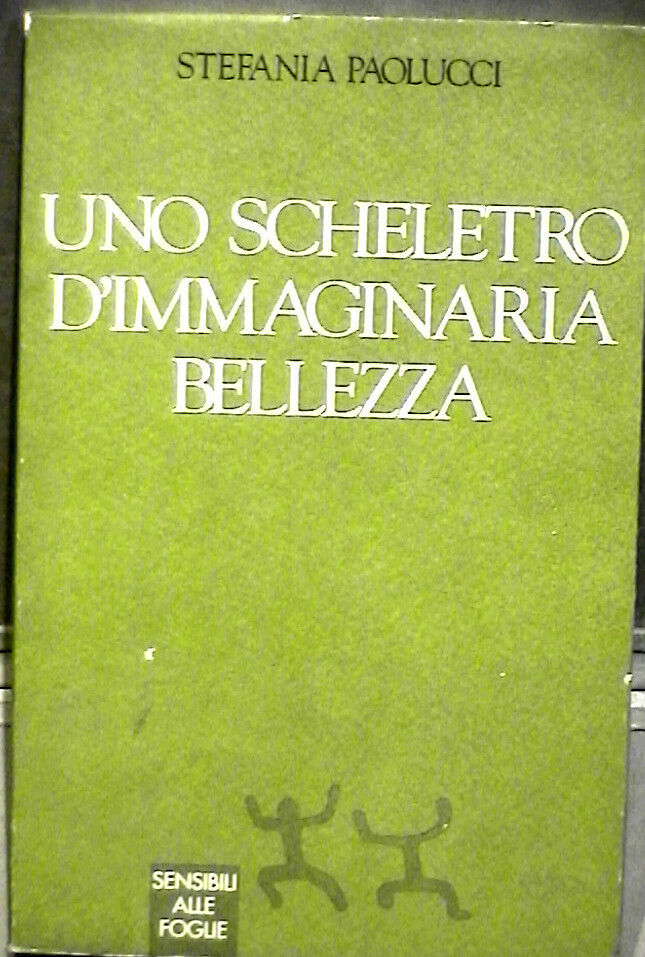 STEFANIA PAOLUCCI
UNO SCHELETRO
D'IMMAGINARIA
BELLEZZA
SENSIBILI
ALLE
FOGLIE